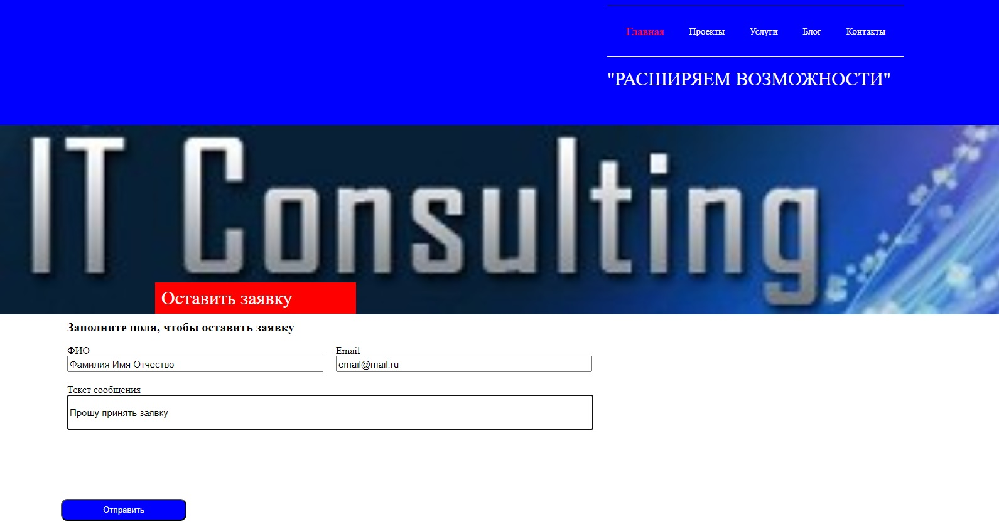 Главная Проекты Услуги Блог Контакты
"РАСШИРЯЕМ ВОЗМОЖНОСТИ"
IT Consulting
Оставить заявку
Заполните поля, чтобы оставить заявку
ФИО Email
Фамилия Имя Отчество email@mail.ru
Текст сообщения
Прошу принять заявку
Отправить